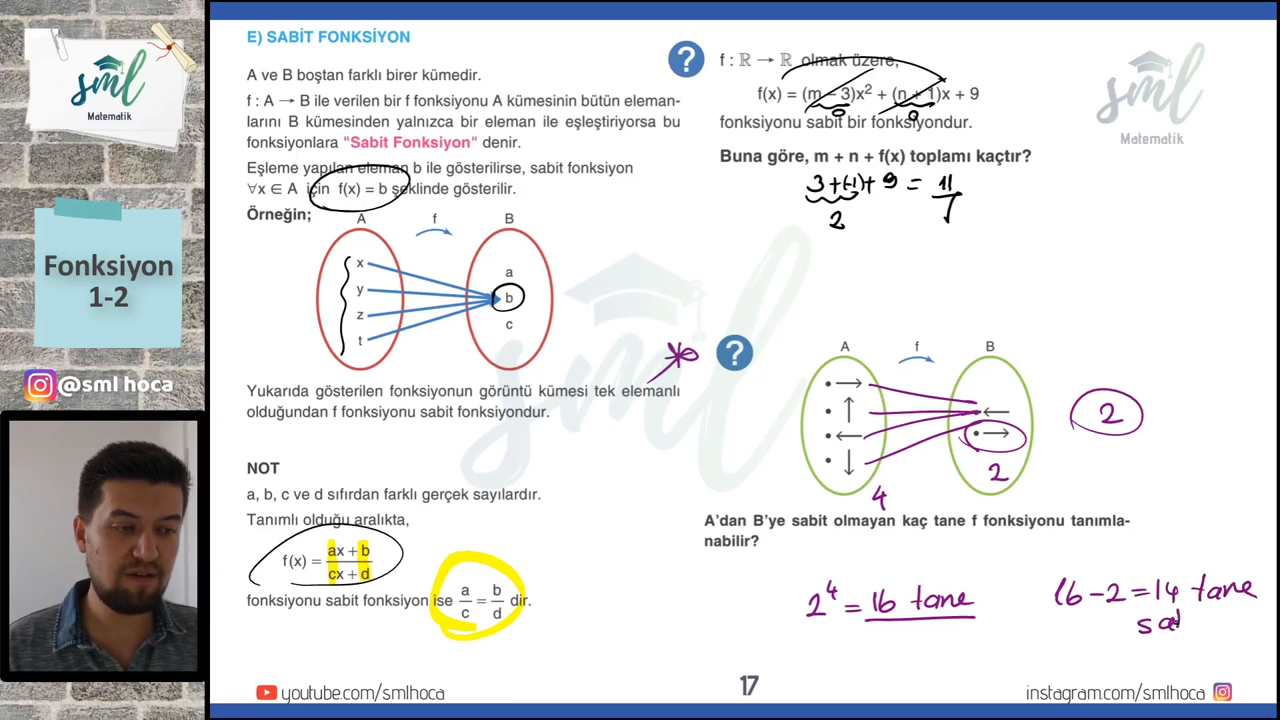 sml
Matematik
Fonksiyon
1-2
@sml hoca
E) SABİT FONKSİYON
A ve B boştan farklı birer kümedir.
f : A → B ile verilen bir f fonksiyonu A kümesinin bütün eleman-
larını B kümesinden yalnızca bir eleman ile eşleştiriyorsa bu
fonksiyonlara "Sabit Fonksiyon" denir.
Eşleme yapılan eleman b ile gösterilirse, sabit fonksiyon
∀x ∈ A için f(x) = b şeklinde gösterilir.
Örneğin;
A f B
x
y
z
t
a
b
c
Yukarıda gösterilen fonksiyonun görüntü kümesi tek elemanlı
olduğundan f fonksiyonu sabit fonksiyondur.
NOT
a, b, c ve d sıfırdan farklı gerçek sayılardır.
Tanımlı olduğu aralıkta,
f(x) = (ax + b)/(cx + d)
fonksiyonu sabit fonksiyon ise a/c = b/d dir.
?
f : ℝ → ℝ olmak üzere,
f(x) = (m – 3)x² + (n + 1)x + 9
0 0
fonksiyonu sabit bir fonksiyondur.
Buna göre, m + n + f(x) toplamı kaçtır?
3 + (-1) + 9 = 11
2
sml
Matematik
?
A f B
• →
• ↑
• ←
• ↓
• ←
• →
4
2
2
A'dan B'ye sabit olmayan kaç tane f fonksiyonu tanımla-
nabilir?
2⁴ = 16 tane
16 - 2 = 14 tane
sa
sml
youtube.com/smlhoca
17
instagram.com/smlhoca